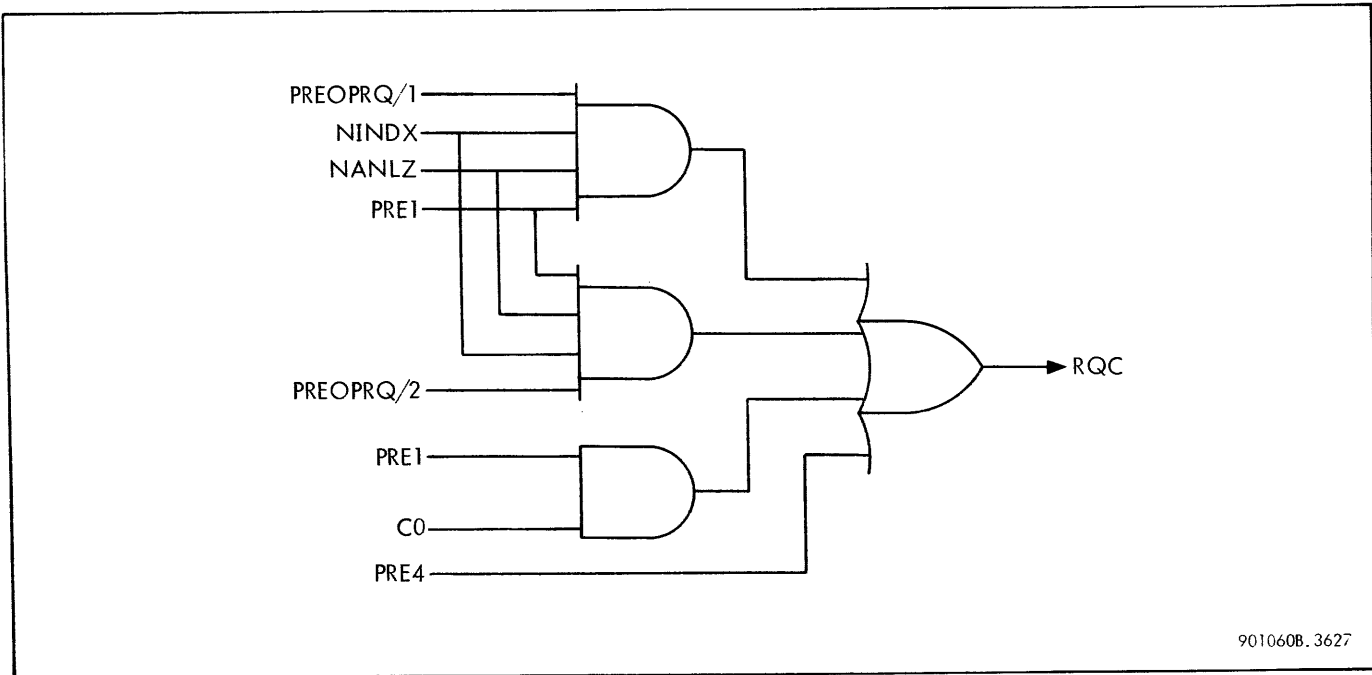 PREOPRQ/1
NINDX
NANLZ
PRE1
PREOPRQ/2
PRE1
C0
PRE4
RQC
901060B.3627